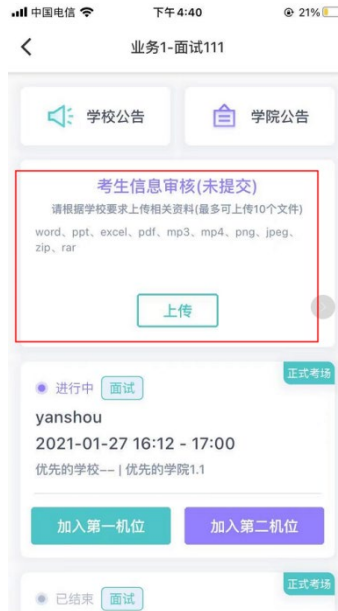 中国电信 下午4:40 21%
业务1-面试111
学校公告 学院公告
考生信息审核(未提交)
请根据学校要求上传相关资料(最多可上传10个文件)
word、ppt、excel、pdf、mp3、mp4、png、jpeg、
zip、rar
上传
正式考场
进行中 面试
yanshou
2021-01-27 16:12 - 17:00
优先的学校-- | 优先的学院1.1
加入第一机位 加入第二机位
正式考场
已结束 面试